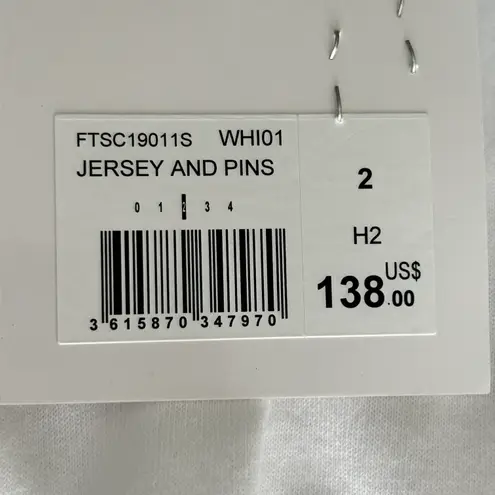 FTSC19011S WHI01
JERSEY AND PINS
0 1 2 3 4
3 615870 347970
2
H2
US$
138.00